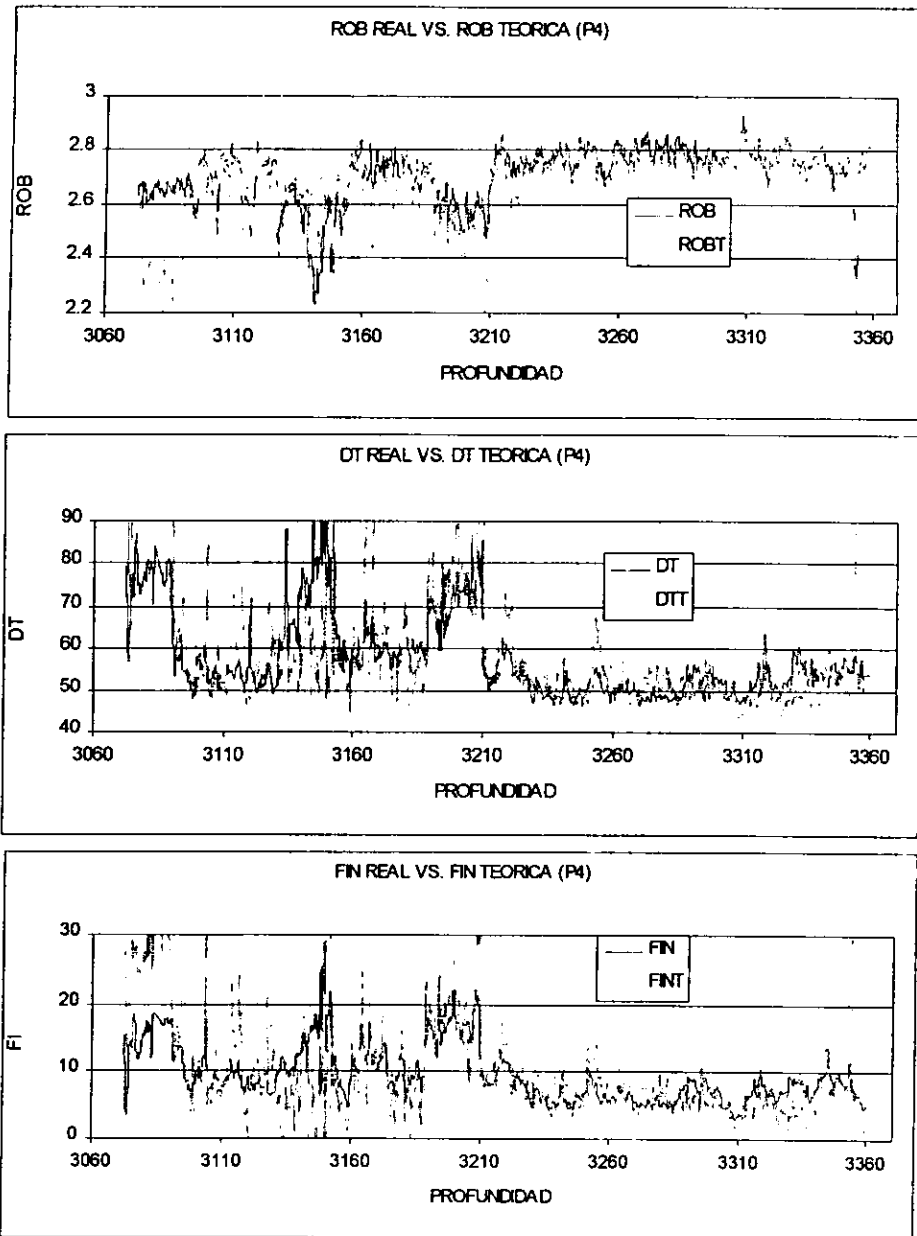 ROB REAL VS. ROB TEORICA (P4)
3
2.8
2.6
2.4
2.2
ROB
ROB
ROBT
3060 3110 3160 3210 3260 3310 3360
PROFUNDIDAD
DT REAL VS. DT TEORICA (P4)
90
80
70
60
50
40
DT
DT
DTT
3060 3110 3160 3210 3260 3310 3360
PROFUNDIDAD
FIN REAL VS. FIN TEORICA (P4)
30
20
10
0
FI
FIN
FINT
3060 3110 3160 3210 3260 3310 3360
PROFUNDIDAD